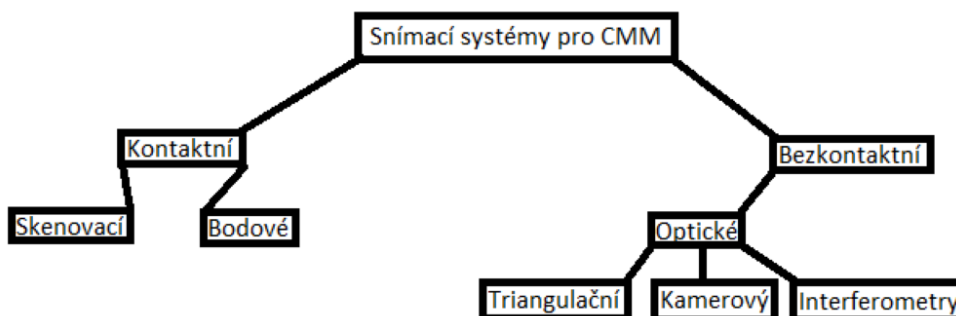 Snímací systémy pro CMM
Kontaktní
Bezkontaktní
Skenovací
Bodové
Optické
Triangulační
Kamerový
Interferometry